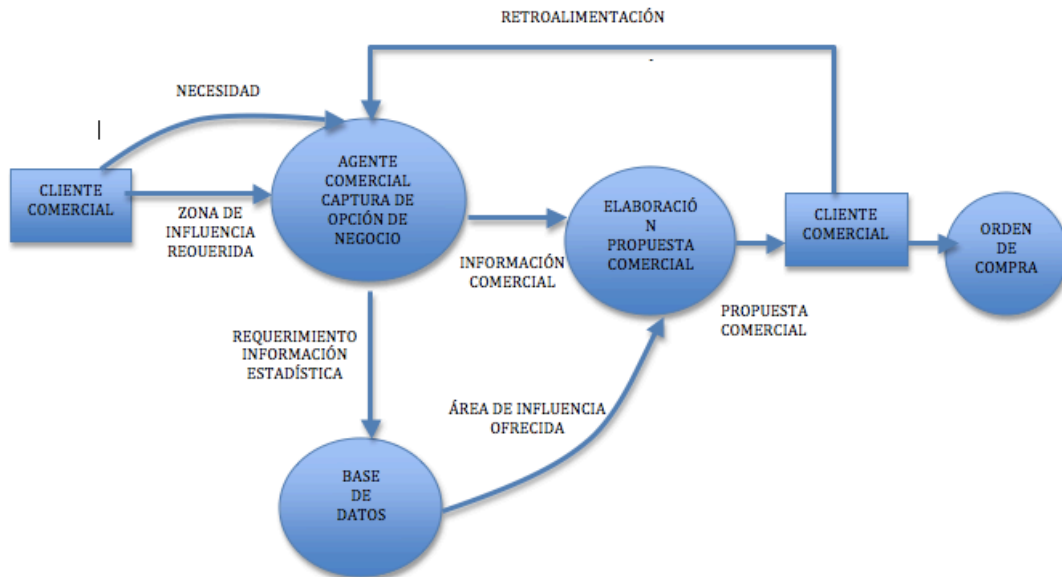 RETROALIMENTACIÓN
NECESIDAD
CLIENTE
COMERCIAL
ZONA DE
INFLUENCIA
REQUERIDA
AGENTE
COMERCIAL
CAPTURA DE
OPCIÓN DE
NEGOCIO
INFORMACIÓN
COMERCIAL
ELABORACIÓ
N
PROPUESTA
COMERCIAL
PROPUESTA
COMERCIAL
CLIENTE
COMERCIAL
ORDEN
DE
COMPRA
REQUERIMIENTO
INFORMACIÓN
ESTADÍSTICA
ÁREA DE INFLUENCIA
OFRECIDA
BASE
DE
DATOS